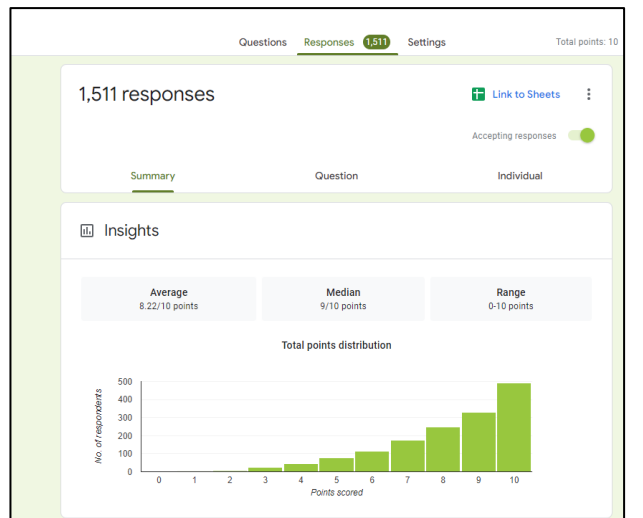 Questions Responses 1,511 Settings Total points: 10
1,511 responses
Link to Sheets
Accepting responses
Summary Question Individual
Insights
Average Median Range
8.22/10 points 9/10 points 0-10 points
Total points distribution
No. of respondents
500
400
300
200
100
0
0 1 2 3 4 5 6 7 8 9 10
Points scored